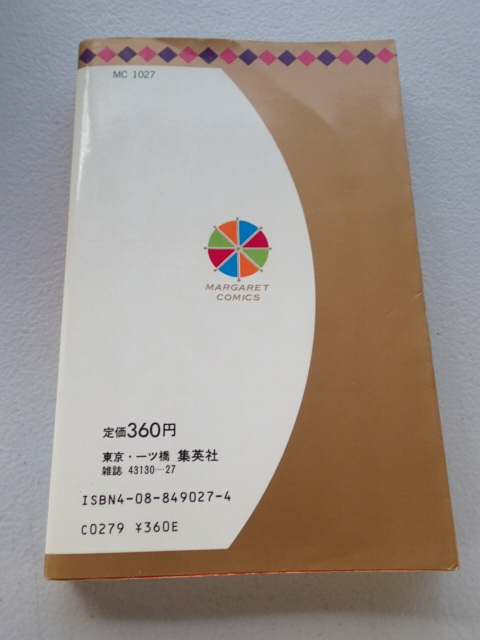 MC 1027
MARGARET
COMICS
定価360円
東京・一ツ橋 集英社
雑誌 43130—27
ISBN4-08-849027-4
C0279 ¥360E